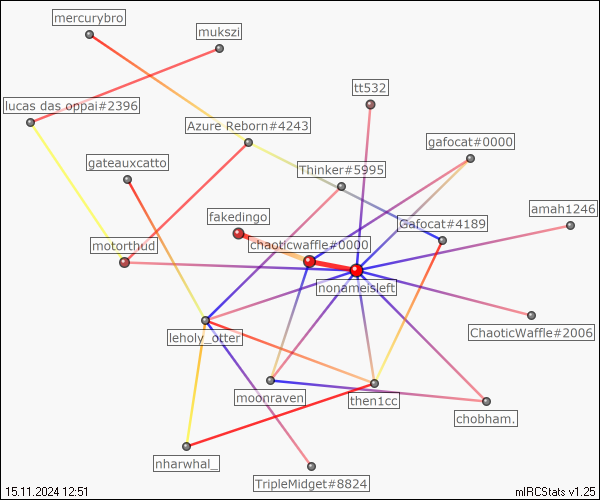 mercurybro
mukszi
tt532
lucas das oppai#2396
Azure Reborn#4243
gafocat#0000
gateauxcatto
Thinker#5995
fakedingo
amah1246
Gafocat#4189
motorthud
chaoticwaffle#0000
nonameisleft
ChaoticWaffle#2006
leholy_otter
moonraven
then1cc
chobham.
nharwhal_
TripleMidget#8824
15.11.2024 12:51
mIRCStats v1.25